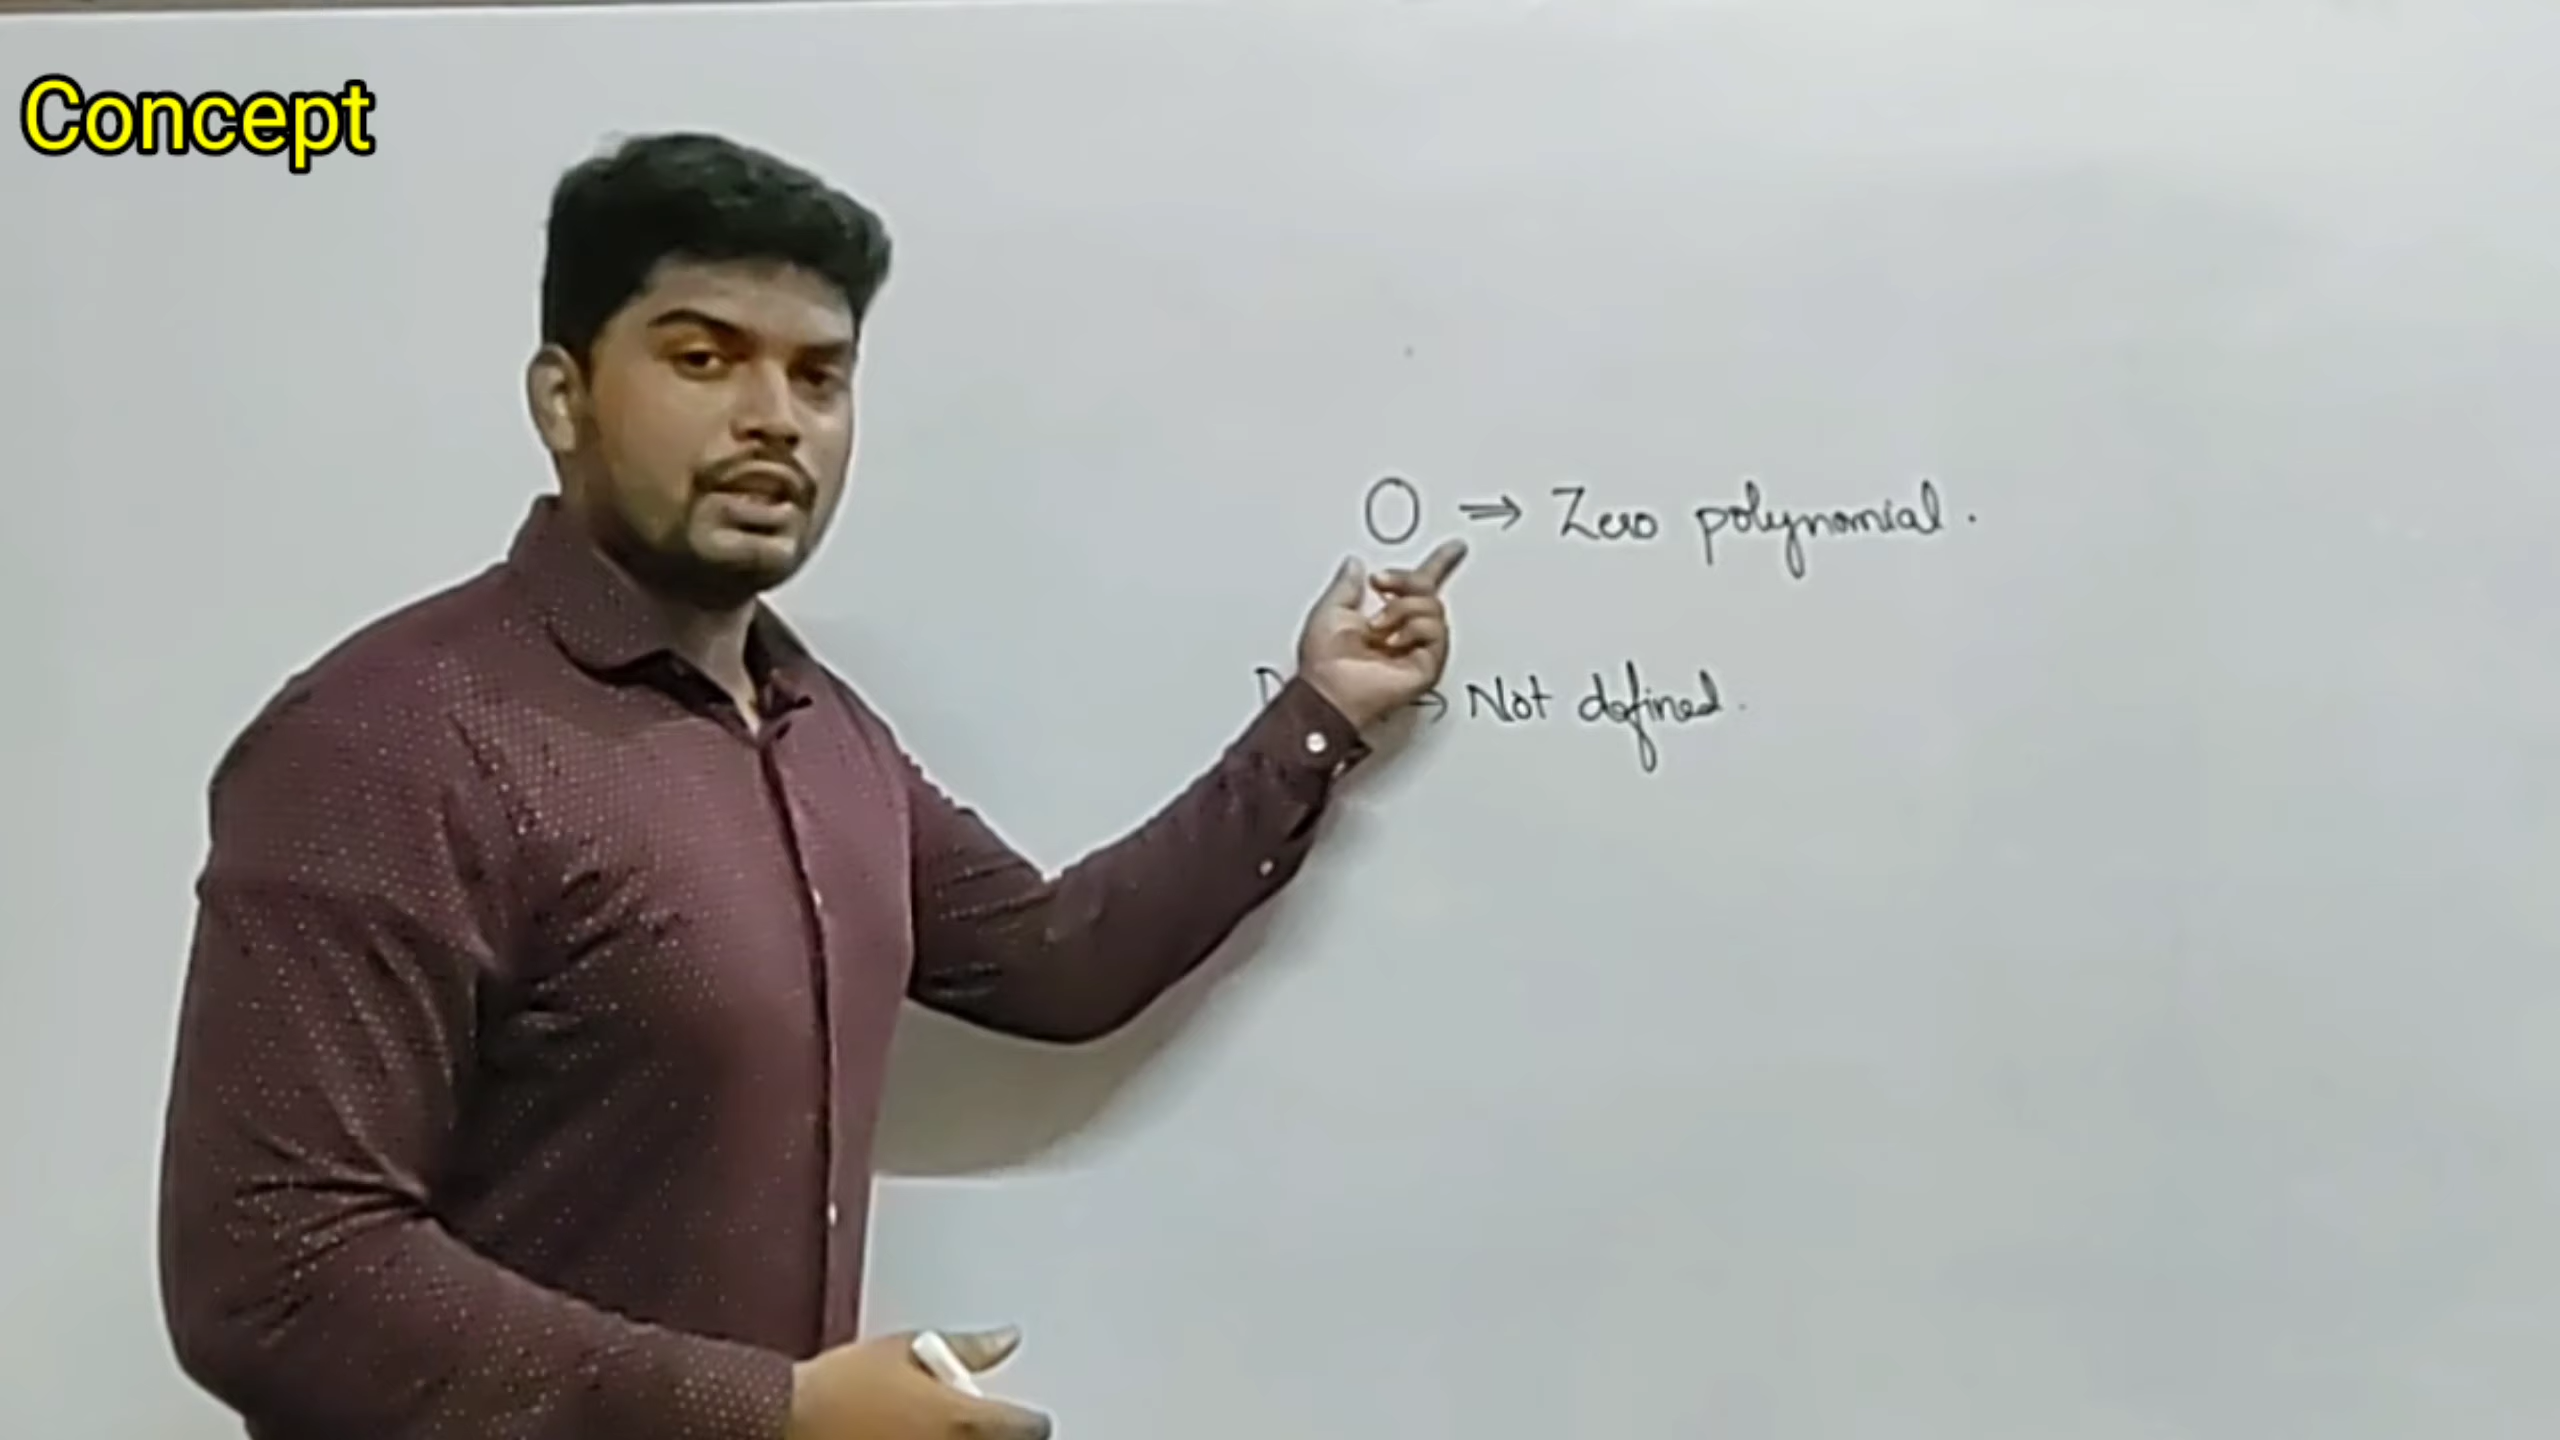 Concept
0 ⇒ Zero polynomial.
→ Not defined.